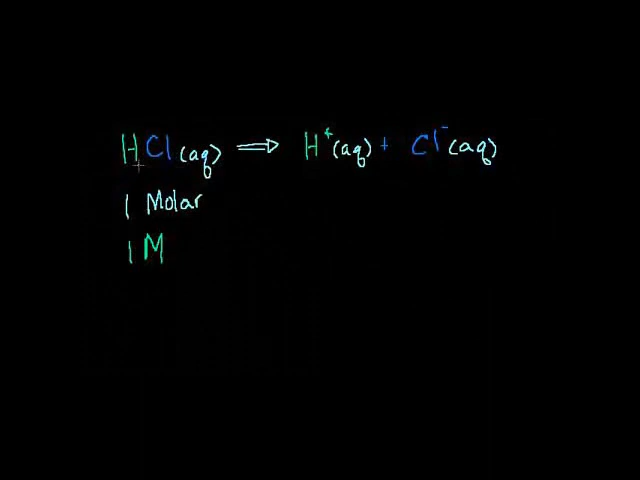 HCl (aq) ⇒ H⁺(aq) + Cl⁻(aq)
1 Molar
1 M